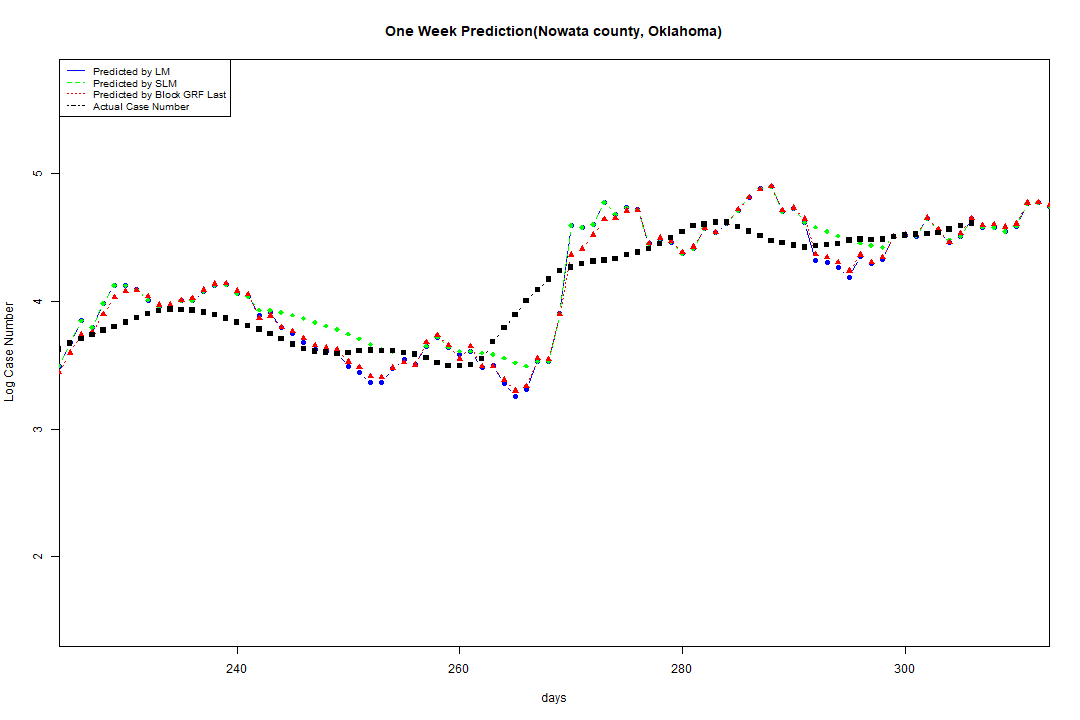 One Week Prediction(Nowata county, Oklahoma)
Predicted by LM
Predicted by SLM
Predicted by Block GRF Last
Actual Case Number
5
4
3
2
Log Case Number
240 260 280 300
days